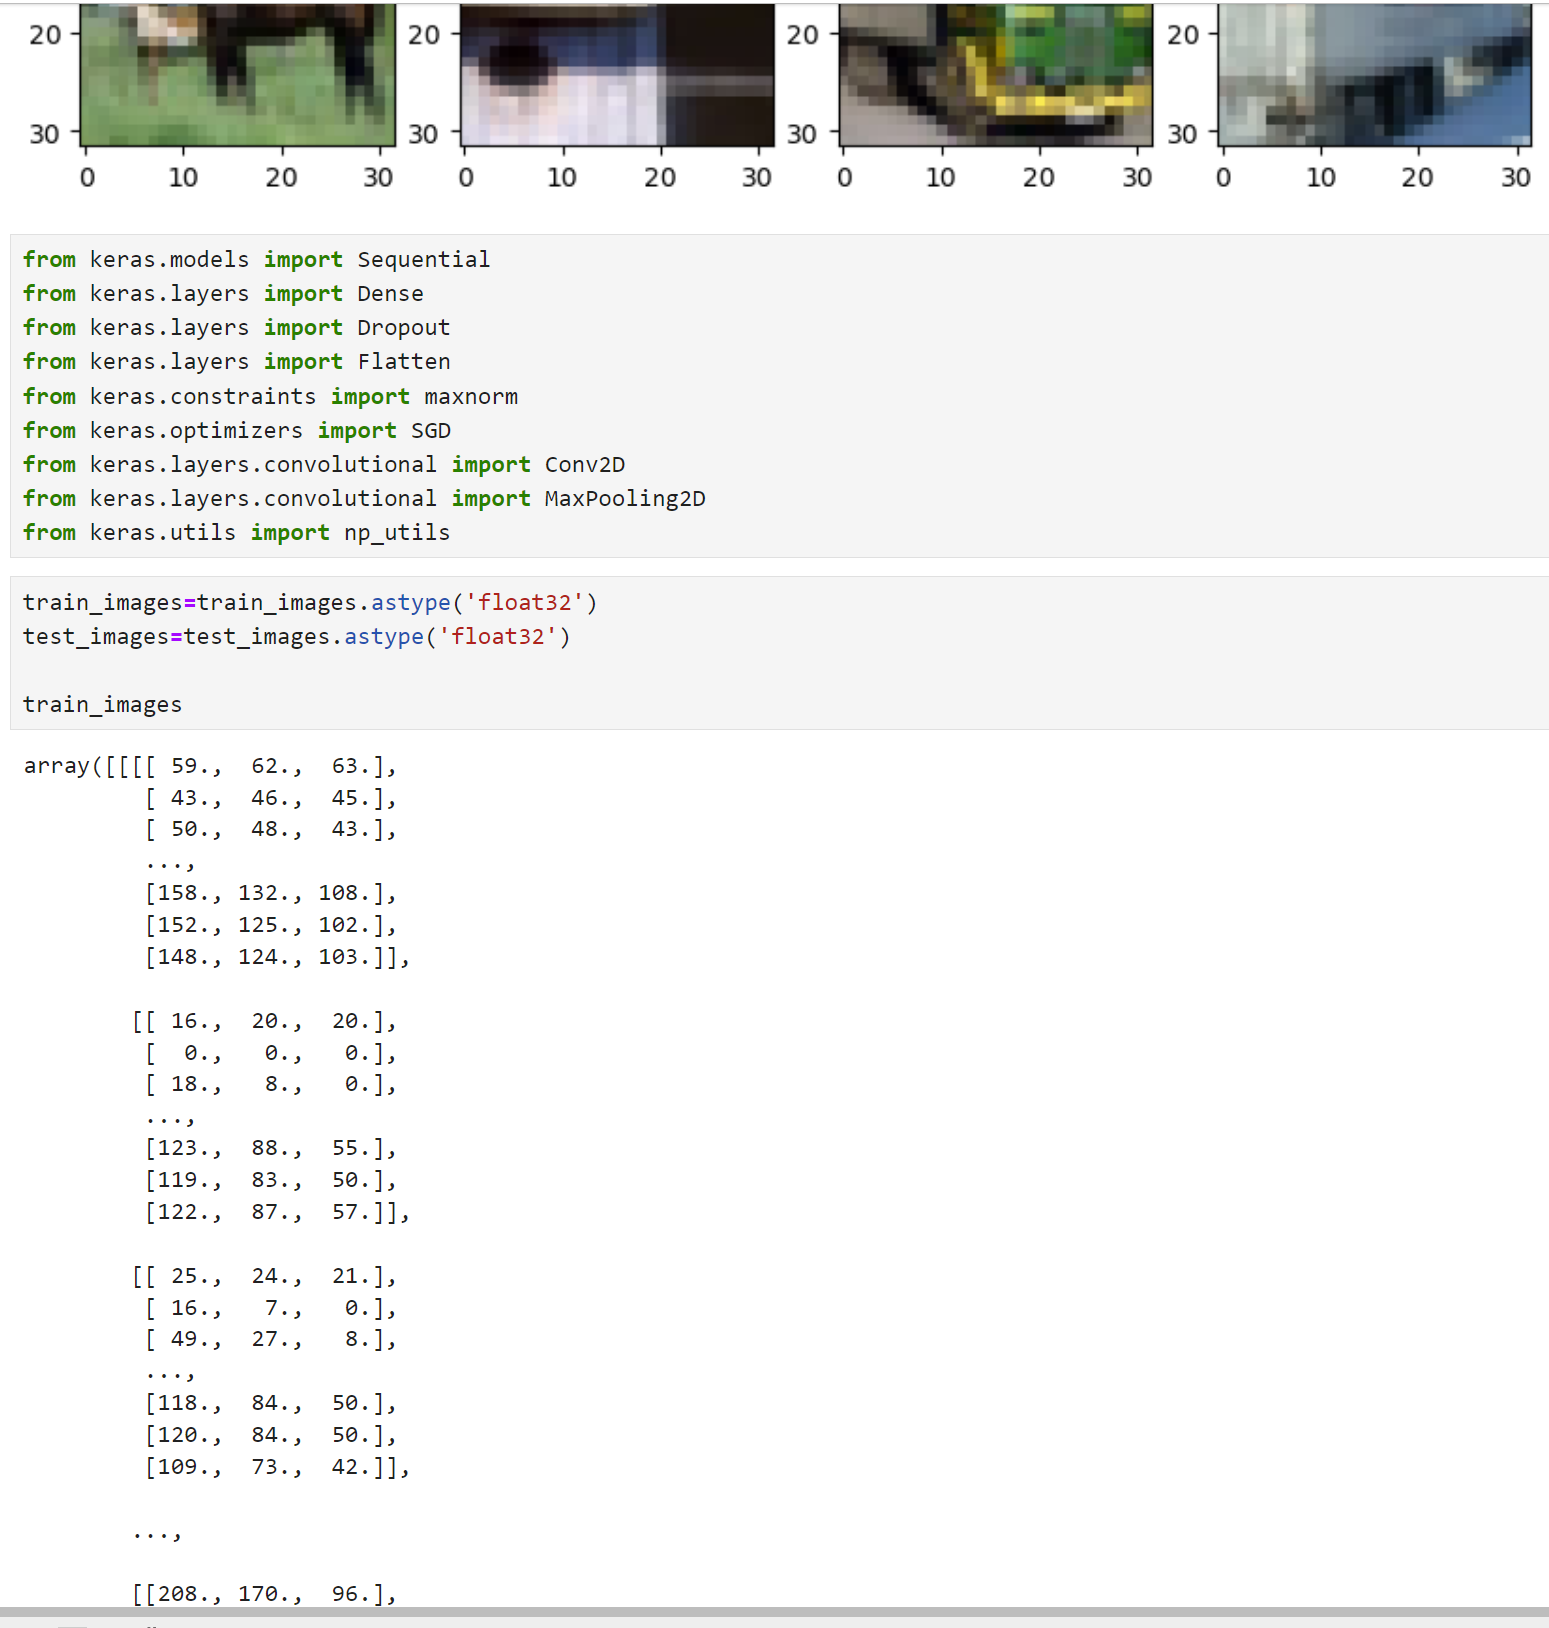 20 20 20 20
30 30 30 30
0 10 20 30 0 10 20 30 0 10 20 30 0 10 20 30
from keras.models import Sequential
from keras.layers import Dense
from keras.layers import Dropout
from keras.layers import Flatten
from keras.constraints import maxnorm
from keras.optimizers import SGD
from keras.layers.convolutional import Conv2D
from keras.layers.convolutional import MaxPooling2D
from keras.utils import np_utils
train_images=train_images.astype('float32')
test_images=test_images.astype('float32')
train_images
array([[[[ 59.,  62.,  63.],
[ 43.,  46.,  45.],
[ 50.,  48.,  43.],
...,
[158., 132., 108.],
[152., 125., 102.],
[148., 124., 103.]],
[[ 16.,  20.,  20.],
[  0.,   0.,   0.],
[ 18.,   8.,   0.],
...,
[123.,  88.,  55.],
[119.,  83.,  50.],
[122.,  87.,  57.]],
[[ 25.,  24.,  21.],
[ 16.,   7.,   0.],
[ 49.,  27.,   8.],
...,
[118.,  84.,  50.],
[120.,  84.,  50.],
[109.,  73.,  42.]],
...,
[[208., 170.,  96.],